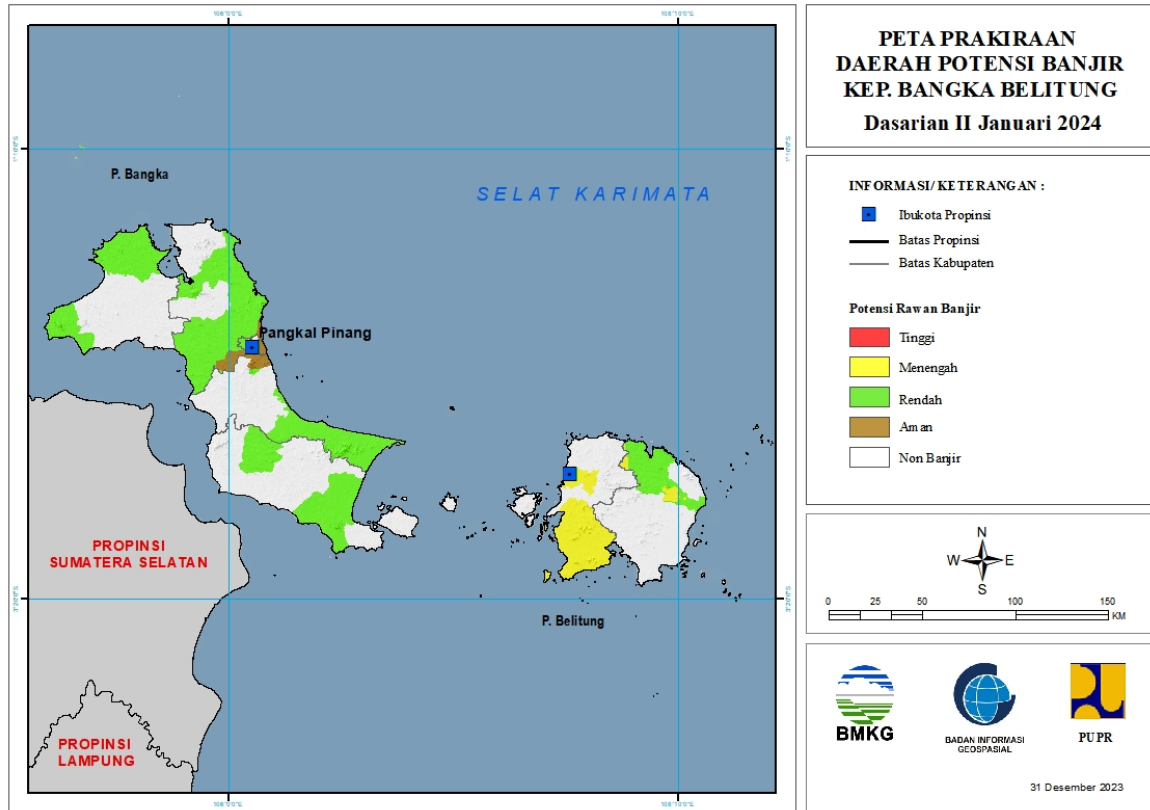 PETA PRAKIRAAN
DAERAH POTENSI BANJIR
KEP. BANGKA BELITUNG
Dasarian II Januari 2024
P. Bangka
SELAT KARIMATA
Pangkal Pinang
P. Belitung
PROPINSI
SUMATERA SELATAN
PROPINSI
LAMPUNG
INFORMASI/ KETERANGAN :
Ibukota Propinsi
Batas Propinsi
Batas Kabupaten
Potensi Rawan Banjir
Tinggi
Menengah
Rendah
Aman
Non Banjir
N
W E
S
0 25 50 100 150
KM
BMKG
BADAN INFORMASI
GEOSPASIAL
PUPR
31 Desember 2023